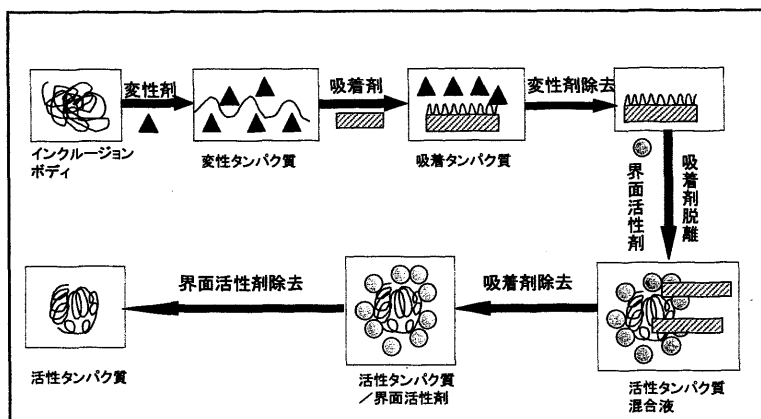 変性剤
吸着剤
変性剤除去
インクルージョン
ボディ
変性タンパク質
吸着タンパク質
界面活性剤
吸着剤脱離
界面活性剤除去
吸着剤除去
活性タンパク質
活性タンパク質
／界面活性剤
活性タンパク質
混合液